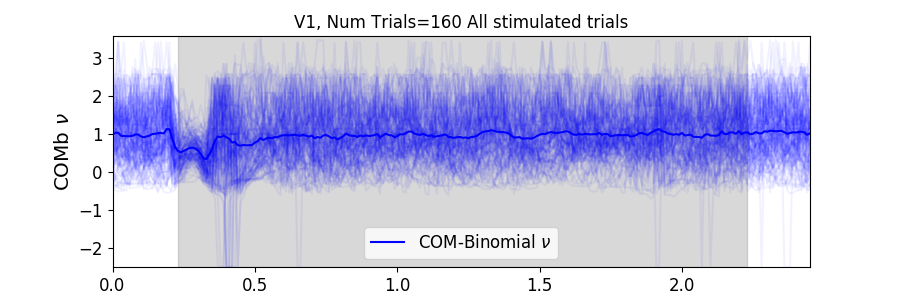 V1, Num Trials=160 All stimulated trials
COMb ν
3
2
1
0
−1
−2
COM-Binomial ν
0.0 0.5 1.0 1.5 2.0